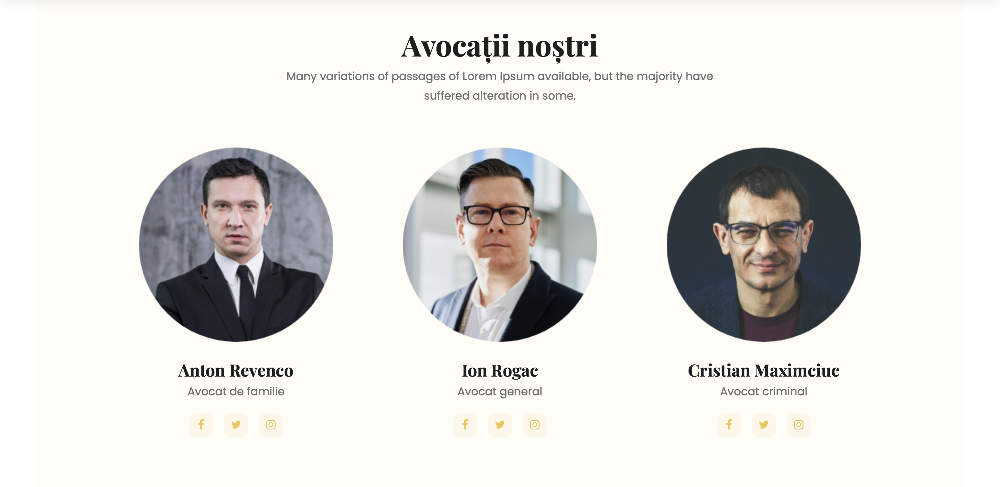 Avocații noștri
Many variations of passages of Lorem Ipsum available, but the majority have
suffered alteration in some.
Anton Revenco
Ion Rogac
Cristian Maximciuc
Avocat de familie
Avocat general
Avocat criminal